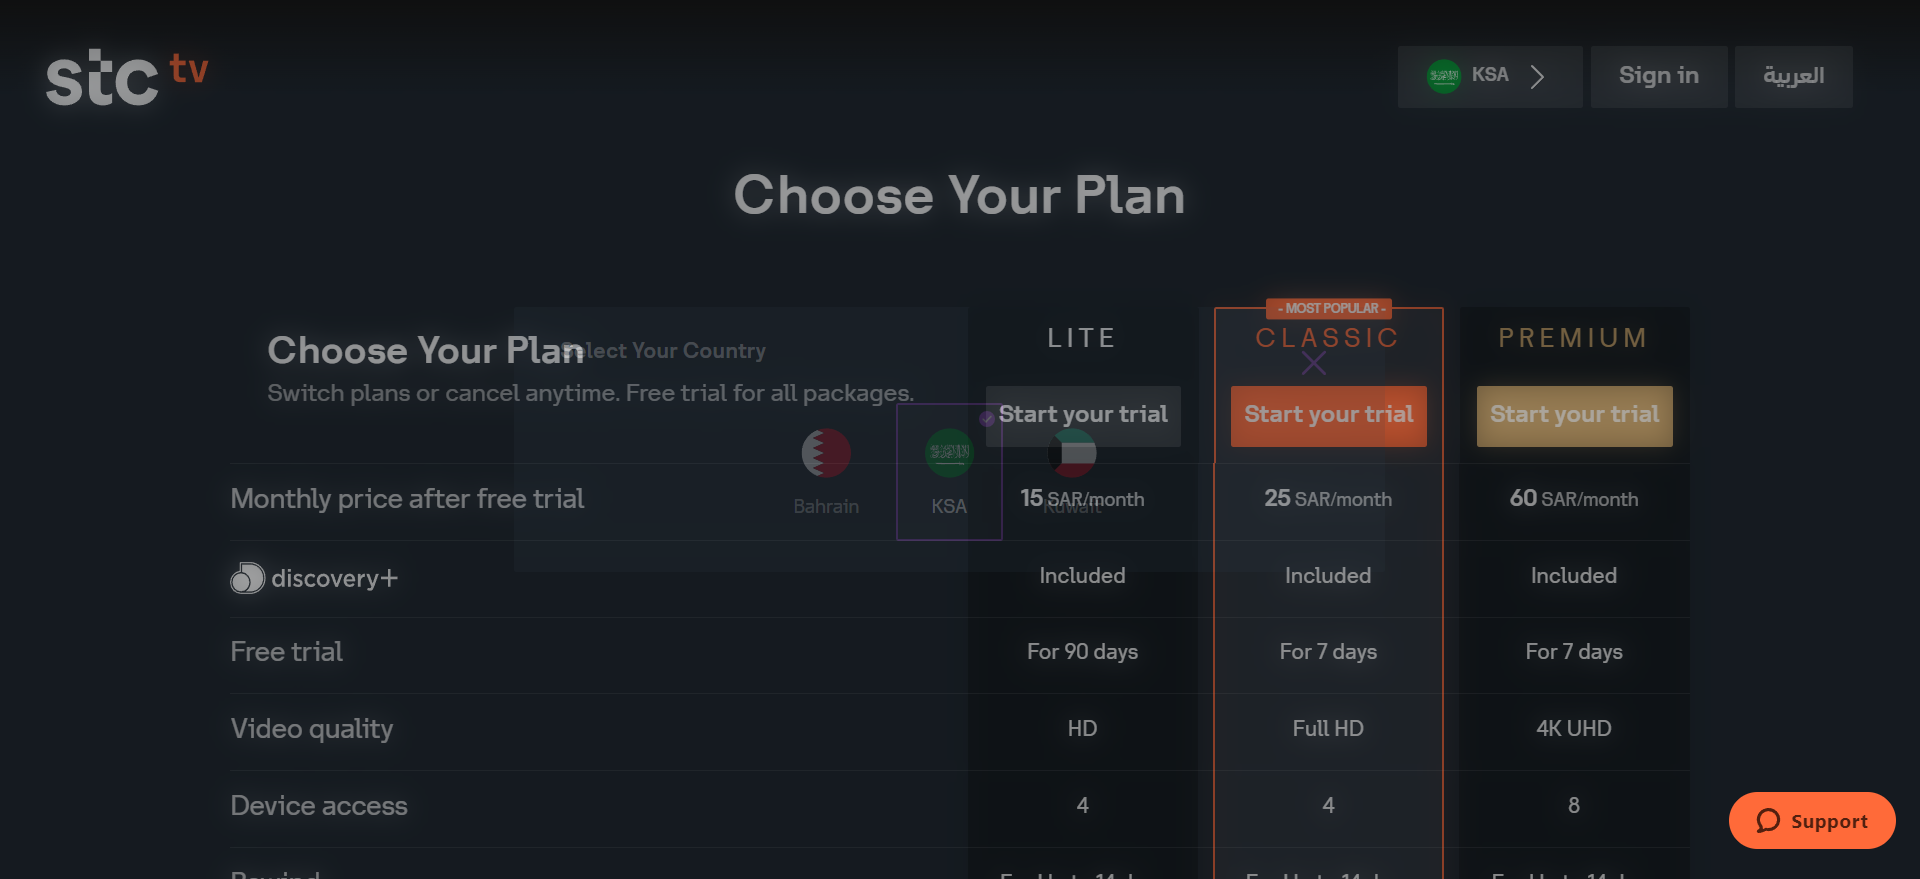 stc tv
KSA
Sign in
العربية
Choose Your Plan
- MOST POPULAR -
Choose Your Plan
Switch plans or cancel anytime. Free trial for all packages.
LITE
CLASSIC
PREMIUM
Start your trial
Start your trial
Start your trial
Select Your Country
Bahrain
KSA
Kuwait
Monthly price after free trial
15 SAR/month
25 SAR/month
60 SAR/month
discovery+
Included
Included
Included
Free trial
For 90 days
For 7 days
For 7 days
Video quality
HD
Full HD
4K UHD
Device access
4
4
8
Support
Rewind